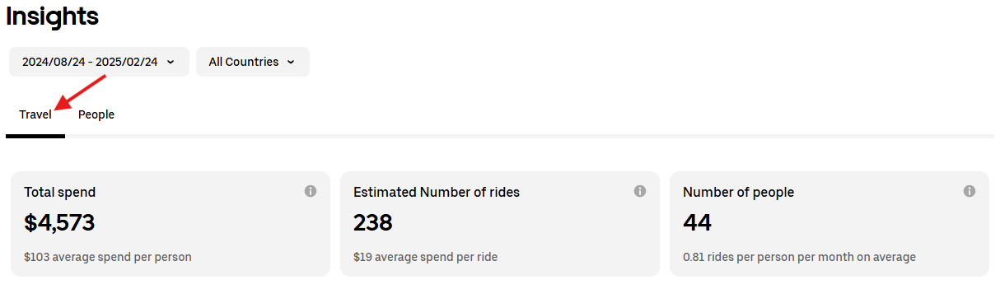 Insights
2024/08/24 - 2025/02/24 All Countries
Travel People
Total spend Estimated Number of rides Number of people
$4,573 238 44
$103 average spend per person $19 average spend per ride 0.81 rides per person per month on average